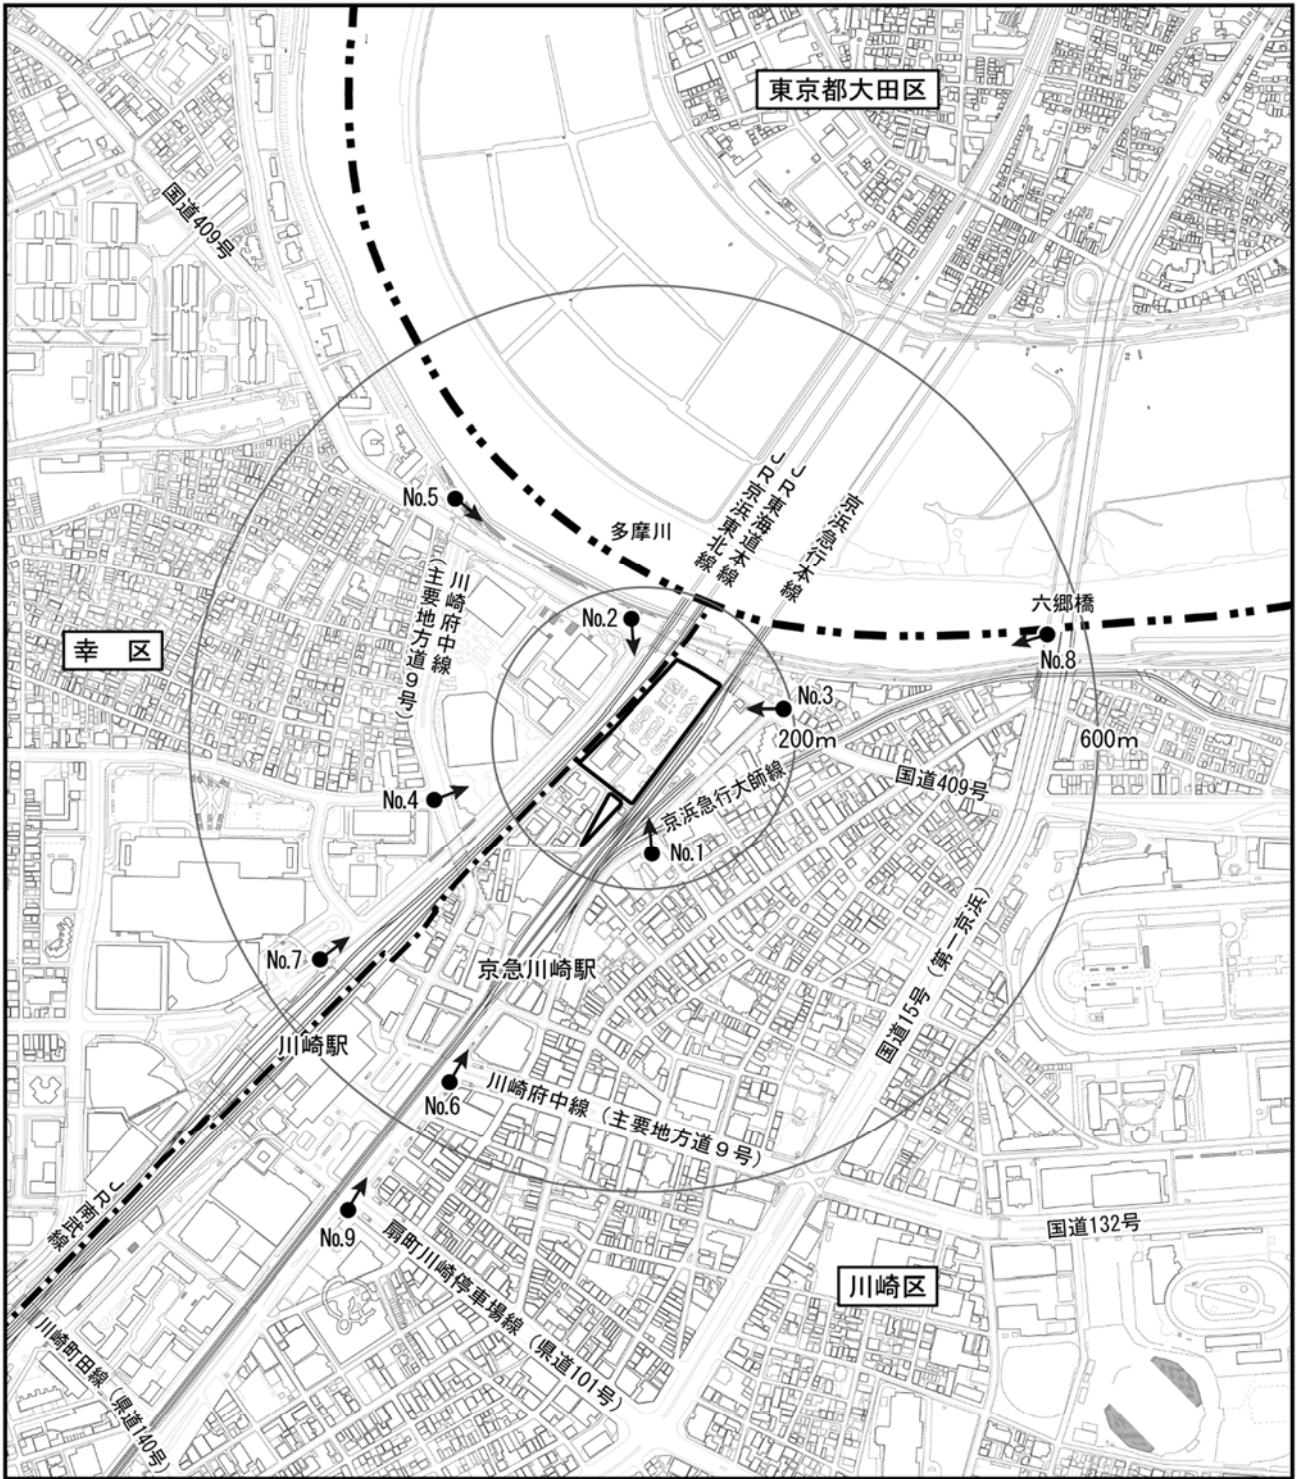 東京都大田区
国道409号
JR京浜東北線
JR東海道本線
京浜急行本線
No.5
多摩川
川崎府中線
(主要地方道9号)
No.2
六郷橋
幸 区
No.8
No.3
200m
600m
国道409号
No.4
京浜急行大師線
No.1
国道15号(第一京浜)
No.7
京急川崎駅
川崎駅
No.6
川崎府中線(主要地方道9号)
JR南武線
No.9
国道132号
扇町川崎停車場線(県道101号)
川崎区
川崎町田線(県道140号)